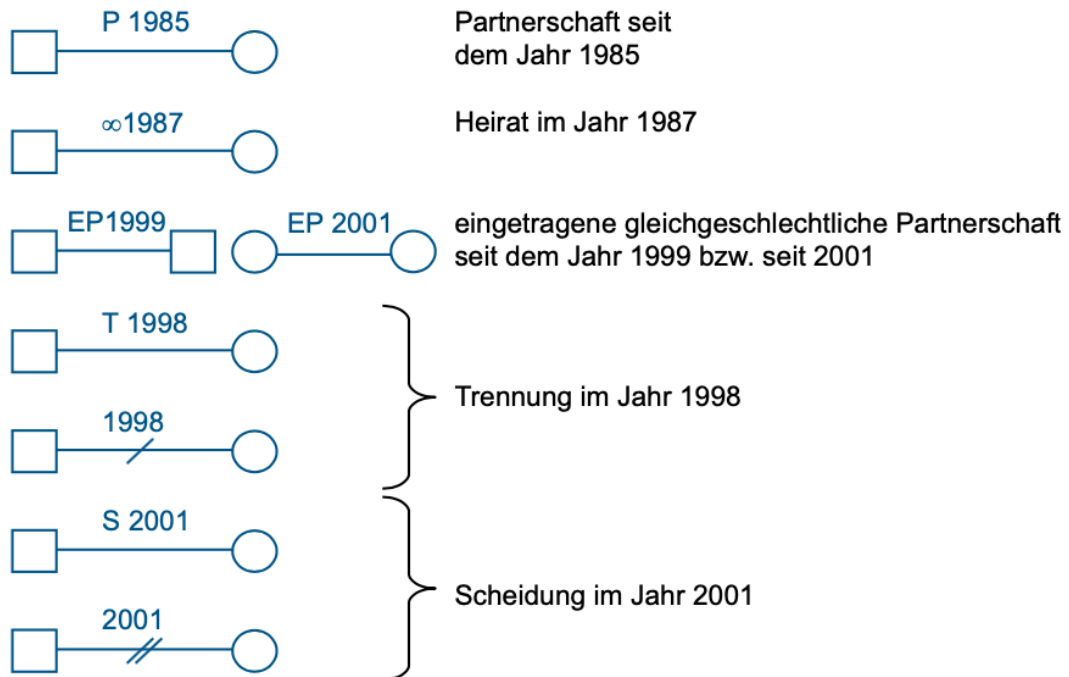 P 1985
Partnerschaft seit
dem Jahr 1985
∞1987
Heirat im Jahr 1987
EP1999
EP 2001
eingetragene gleichgeschlechtliche Partnerschaft
seit dem Jahr 1999 bzw. seit 2001
T 1998
Trennung im Jahr 1998
1998
S 2001
Scheidung im Jahr 2001
2001